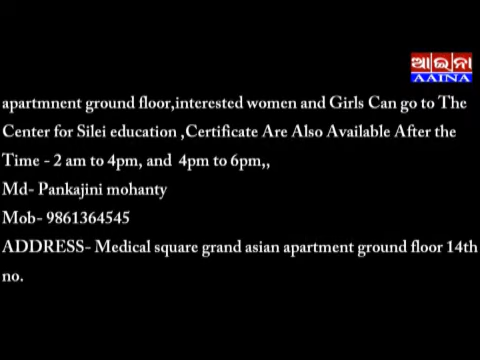 ଆଇନା
AAINA
apartmnent ground floor,interested women and Girls Can go to The
Center for Silei education ,Certificate Are Also Available After the
Time - 2 am to 4pm, and 4pm to 6pm,,
Md- Pankajini mohanty
Mob- 9861364545
ADDRESS- Medical square grand asian apartment ground floor 14th
no.